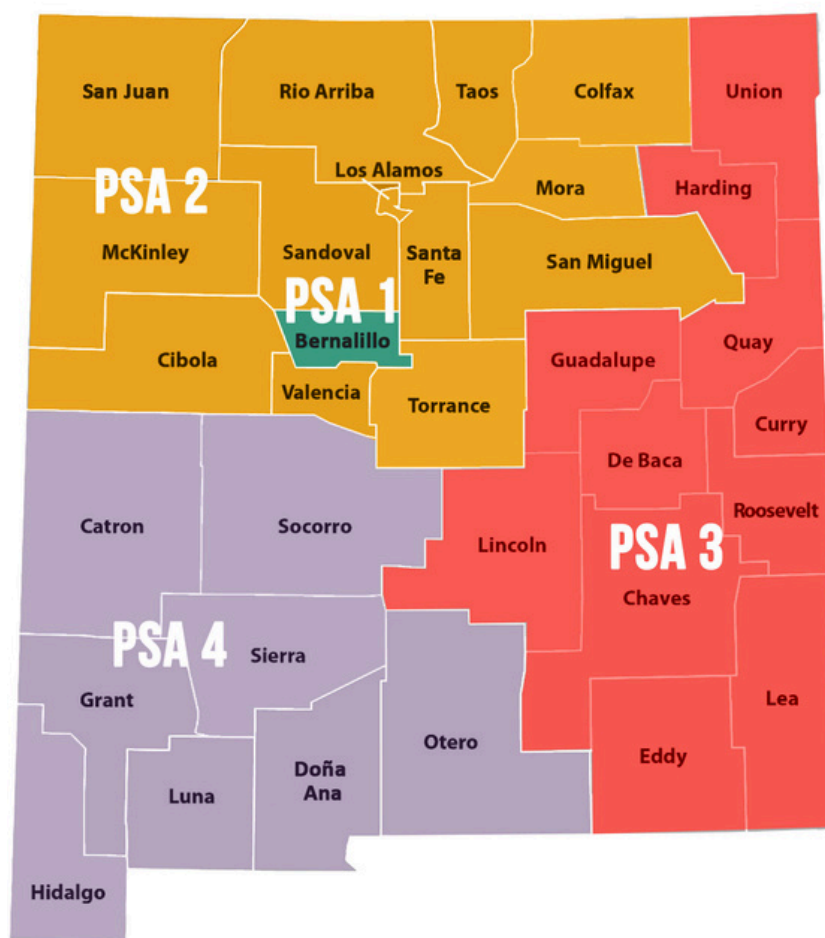 San Juan
Rio Arriba
Taos
Colfax
Union
Los Alamos
PSA 2
Mora
Harding
McKinley
Sandoval
Santa
Fe
San Miguel
PSA 1
Bernalillo
Quay
Cibola
Guadalupe
Valencia
Torrance
Curry
De Baca
Catron
Socorro
Roosevelt
Lincoln
PSA 3
Chaves
PSA 4
Sierra
Grant
Lea
Otero
Eddy
Doña
Ana
Luna
Hidalgo